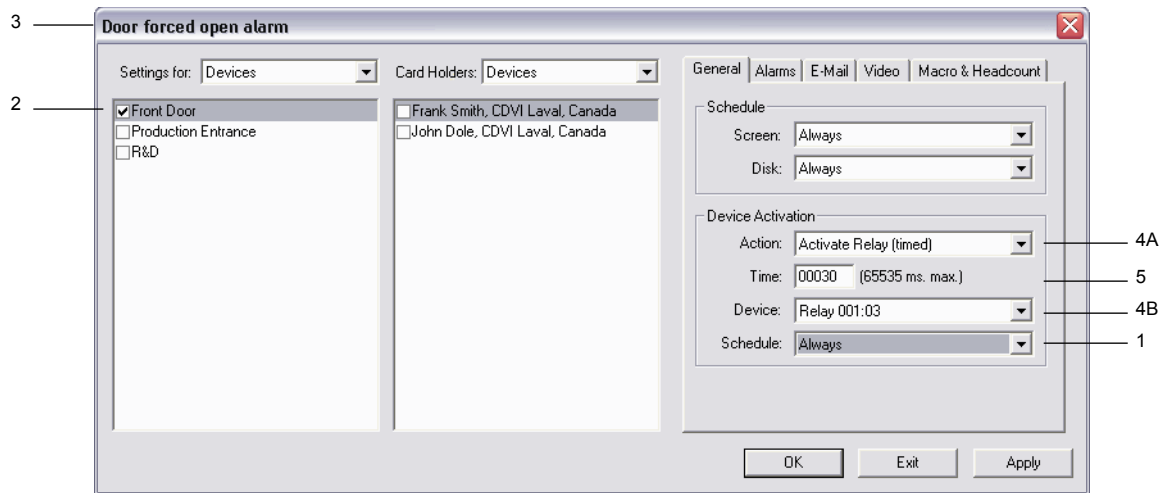 3
Door forced open alarm
Settings for: Devices
Card Holders: Devices
General Alarms E-Mail Video Macro & Headcount
2
Front Door
Production Entrance
R&D
Frank Smith, CDVI Laval, Canada
John Dole, CDVI Laval, Canada
Schedule
Screen: Always
Disk: Always
Device Activation
Action: Activate Relay (timed)
4A
Time: 00030 (65535 ms. max.)
5
Device: Relay 001:03
4B
Schedule: Always
1
OK Exit Apply